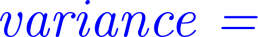 variance =